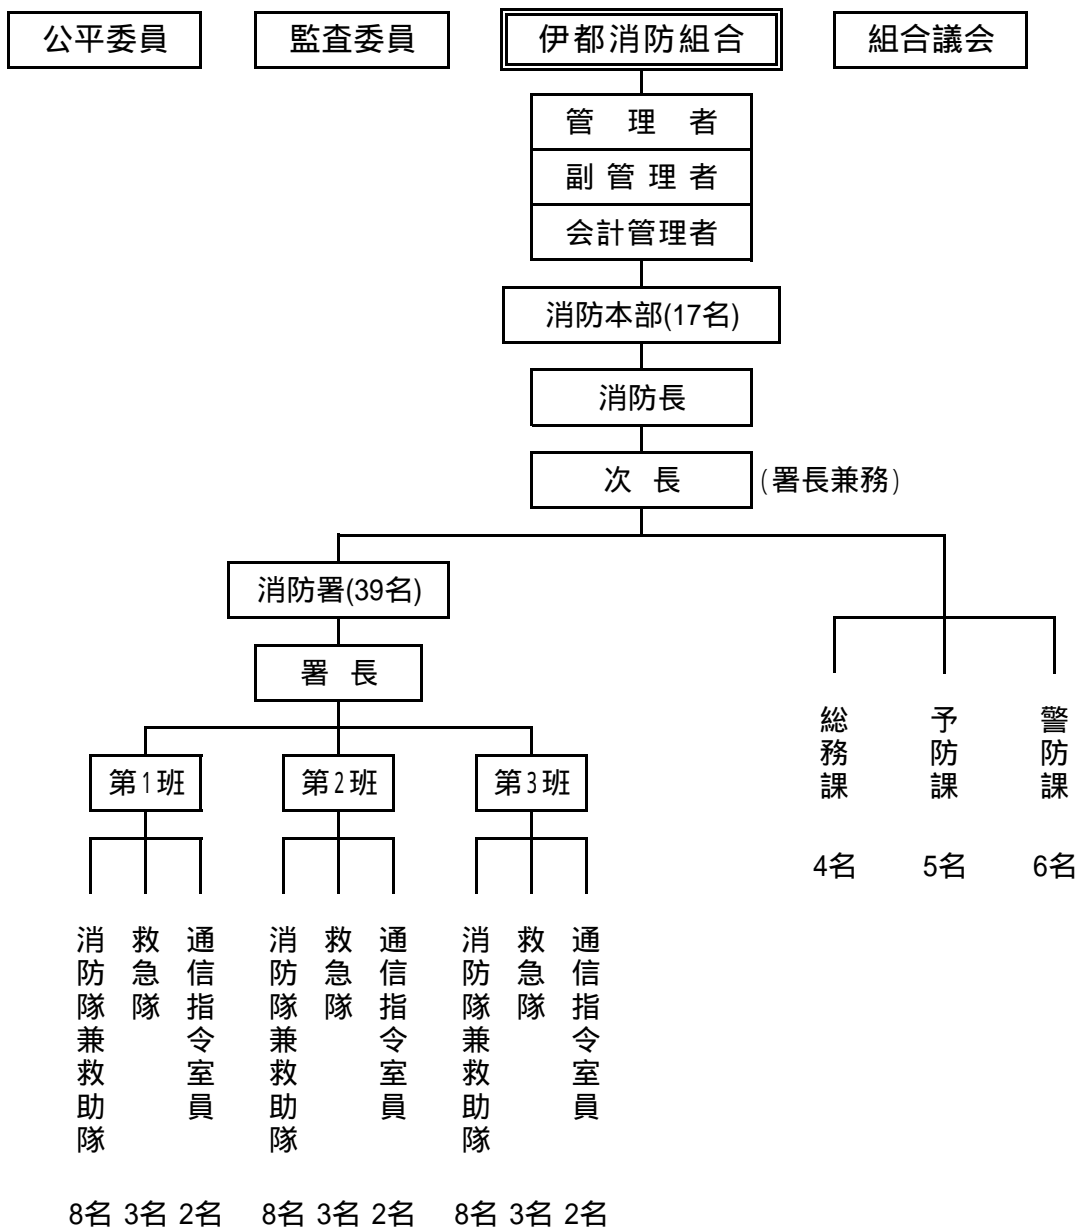 公平委員
監査委員
伊都消防組合
組合議会
管理者
副管理者
会計管理者
消防本部(17名)
消防長
次長
(署長兼務)
消防署(39名)
署長
第1班
第2班
第3班
総務課
予防課
警防課
4名
5名
6名
消防隊兼救助隊
救急隊
通信指令室員
消防隊兼救助隊
救急隊
通信指令室員
消防隊兼救助隊
救急隊
通信指令室員
8名
3名
2名
8名
3名
2名
8名
3名
2名